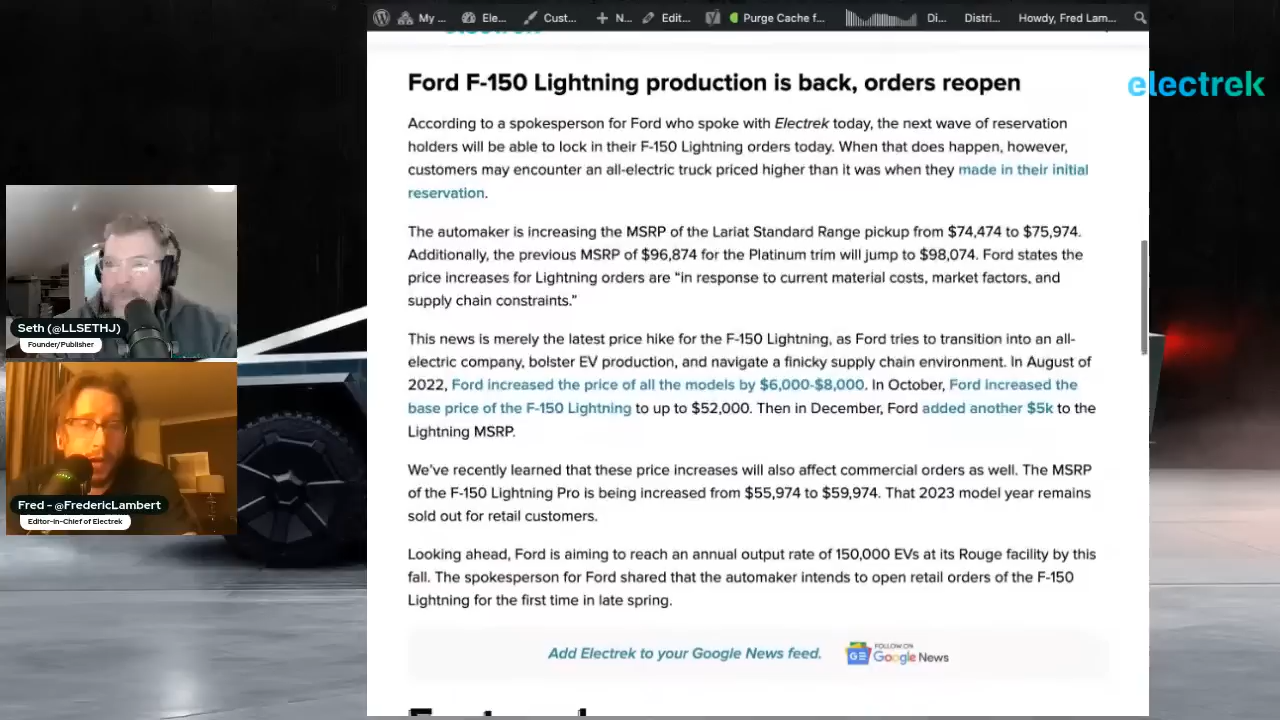 My ...
Ele...
Cust...
N...
Edit...
Purge Cache f...
Di...
Distri...
Howdy, Fred Lam...
electrek
Ford F-150 Lightning production is back, orders reopen
According to a spokesperson for Ford who spoke with Electrek today, the next wave of reservation
holders will be able to lock in their F-150 Lightning orders today. When that does happen, however,
customers may encounter an all-electric truck priced higher than it was when they made in their initial
reservation.
The automaker is increasing the MSRP of the Lariat Standard Range pickup from $74,474 to $75,974.
Additionally, the previous MSRP of $96,874 for the Platinum trim will jump to $98,074. Ford states the
price increases for Lightning orders are “in response to current material costs, market factors, and
supply chain constraints.”
This news is merely the latest price hike for the F-150 Lightning, as Ford tries to transition into an all-
electric company, bolster EV production, and navigate a finicky supply chain environment. In August of
2022, Ford increased the price of all the models by $6,000-$8,000. In October, Ford increased the
base price of the F-150 Lightning to up to $52,000. Then in December, Ford added another $5k to the
Lightning MSRP.
We’ve recently learned that these price increases will also affect commercial orders as well. The MSRP
of the F-150 Lightning Pro is being increased from $55,974 to $59,974. That 2023 model year remains
sold out for retail customers.
Looking ahead, Ford is aiming to reach an annual output rate of 150,000 EVs at its Rouge facility by this
fall. The spokesperson for Ford shared that the automaker intends to open retail orders of the F-150
Lightning for the first time in late spring.
Add Electrek to your Google News feed.
FOLLOW ON
Google News
Seth (@LLSETHJ)
Founder/Publisher
Fred - @FredericLambert
Editor-in-Chief of Electrek